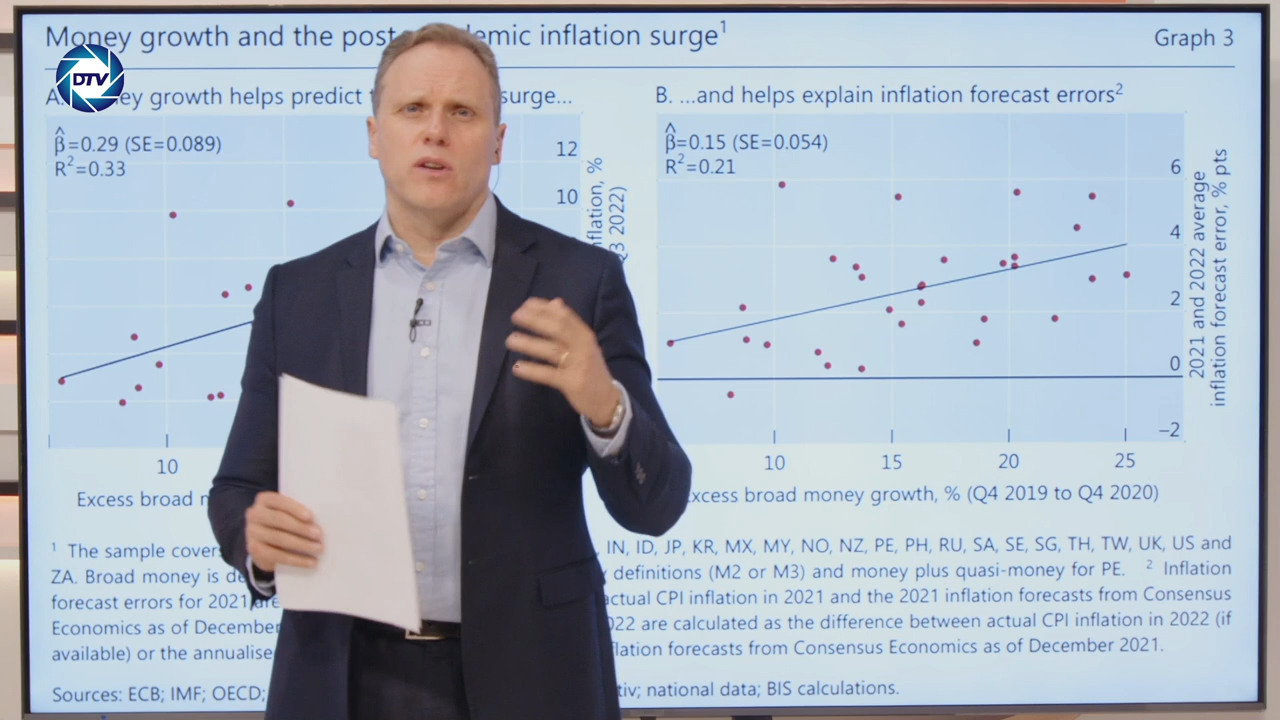 Money growth and the post emic inflation surge1
Graph 3
DTV
A. ey growth helps predict surge...
B. ...and helps explain inflation forecast errors2
β̂=0.29 (SE=0.089)
R2=0.33
12
10
nflation, %
Q3 2022)
10
Excess broad m
β̂=0.15 (SE=0.054)
R2=0.21
6
4
2
0
−2
2021 and 2022 average
inflation forecast error, % pts
10 15 20 25
xcess broad money growth, % (Q4 2019 to Q4 2020)
1 The sample covers , IN, ID, JP, KR, MX, MY, NO, NZ, PE, PH, RU, SA, SE, SG, TH, TW, UK, US and
ZA. Broad money is de y definitions (M2 or M3) and money plus quasi-money for PE. 2 Inflation
forecast errors for 2021 are actual CPI inflation in 2021 and the 2021 inflation forecasts from Consensus
Economics as of December 022 are calculated as the difference between actual CPI inflation in 2022 (if
available) or the annualise flation forecasts from Consensus Economics as of December 2021.
Sources: ECB; IMF; OECD; tiv; national data; BIS calculations.